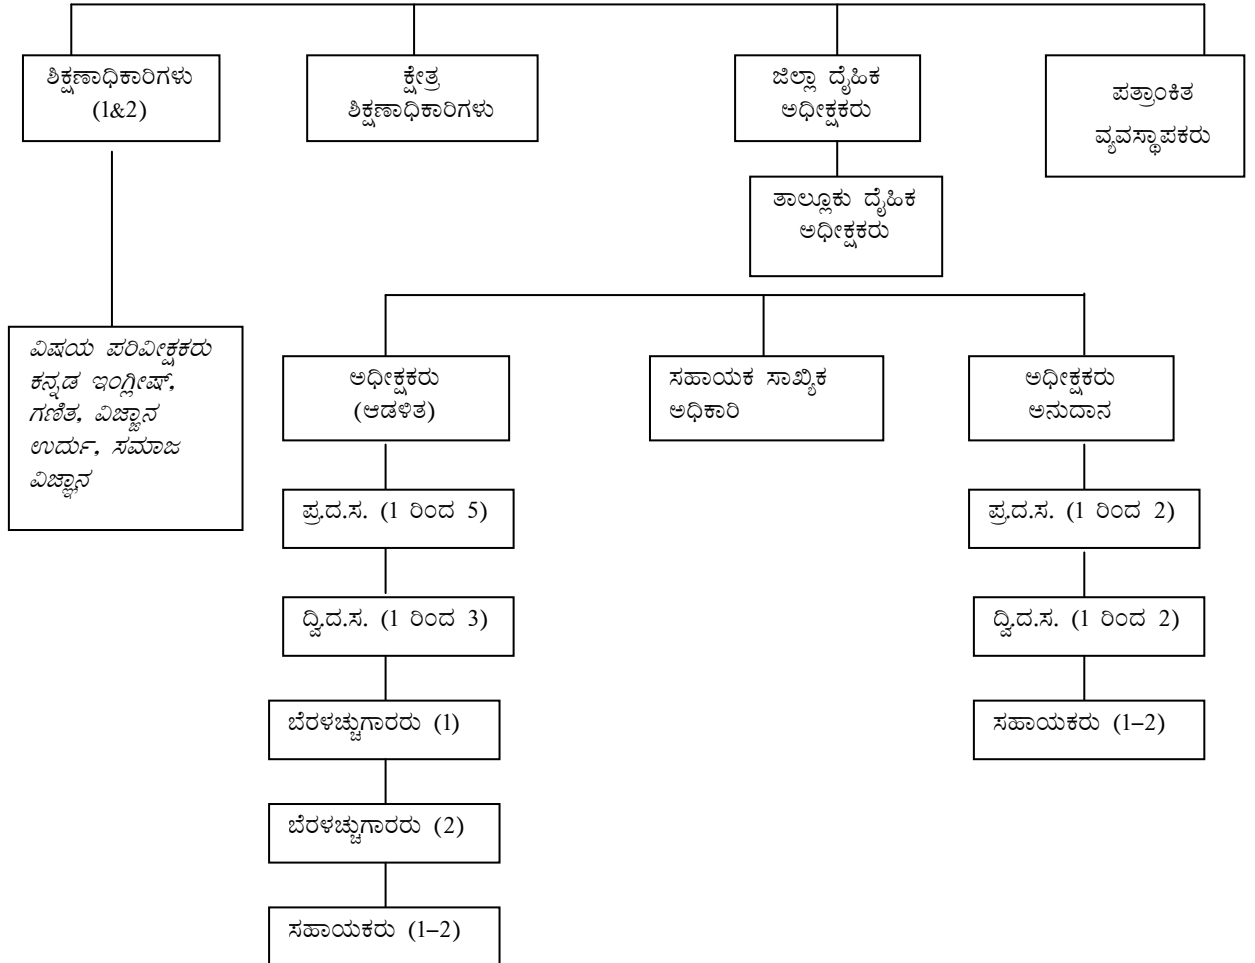 ಶಿಕ್ಷಣಾಧಿಕಾರಿಗಳು
(1&2)
ಕ್ಷೇತ್ರ
ಶಿಕ್ಷಣಾಧಿಕಾರಿಗಳು
ಜಿಲ್ಲಾ ದೈಹಿಕ
ಅಧೀಕ್ಷಕರು
ಪತ್ರಾಂಕಿತ
ವ್ಯವಸ್ಥಾಪಕರು
ತಾಲ್ಲೂಕು ದೈಹಿಕ
ಅಧೀಕ್ಷಕರು
ವಿಷಯ ಪರಿವೀಕ್ಷಕರು
ಕನ್ನಡ ಇಂಗ್ಲೀಷ್,
ಗಣಿತ, ವಿಜ್ಞಾನ
ಉರ್ದು, ಸಮಾಜ
ವಿಜ್ಞಾನ
ಅಧೀಕ್ಷಕರು
(ಆಡಳಿತ)
ಸಹಾಯಕ ಸಾಖ್ಯಿಕ
ಅಧಿಕಾರಿ
ಅಧೀಕ್ಷಕರು
ಅನುದಾನ
ಪ್ರ.ದ.ಸ. (1 ರಿಂದ 5)
ಪ್ರ.ದ.ಸ. (1 ರಿಂದ 2)
ದ್ವಿ.ದ.ಸ. (1 ರಿಂದ 3)
ದ್ವಿ.ದ.ಸ. (1 ರಿಂದ 2)
ಬೆರಳಚ್ಚುಗಾರರು (1)
ಸಹಾಯಕರು (1–2)
ಬೆರಳಚ್ಚುಗಾರರು (2)
ಸಹಾಯಕರು (1–2)